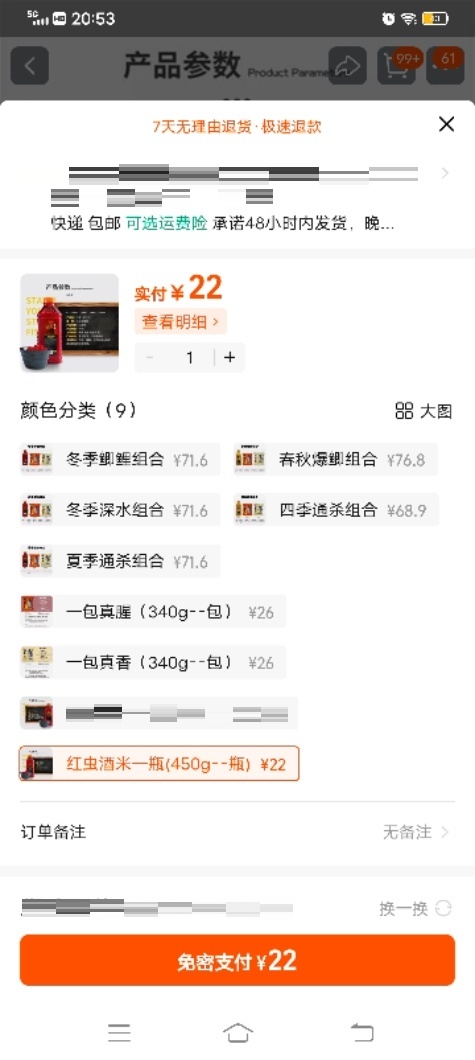 5G HD 20:53
产品参数 Product Parameter
99+
61
7天无理由退货·极速退款
快递 包邮 可选运费险 承诺48小时内发货，晚...
实付 ¥22
查看明细 >
- 1 +
颜色分类（9） 大图
冬季鲫鲤组合 ¥71.6 春秋爆鲫组合 ¥76.8
冬季深水组合 ¥71.6 四季通杀组合 ¥68.9
夏季通杀组合 ¥71.6
一包真腥（340g--包） ¥26
一包真香（340g--包） ¥26
红虫酒米一瓶(450g--瓶) ¥22
订单备注 无备注 >
换一换
免密支付 ¥22